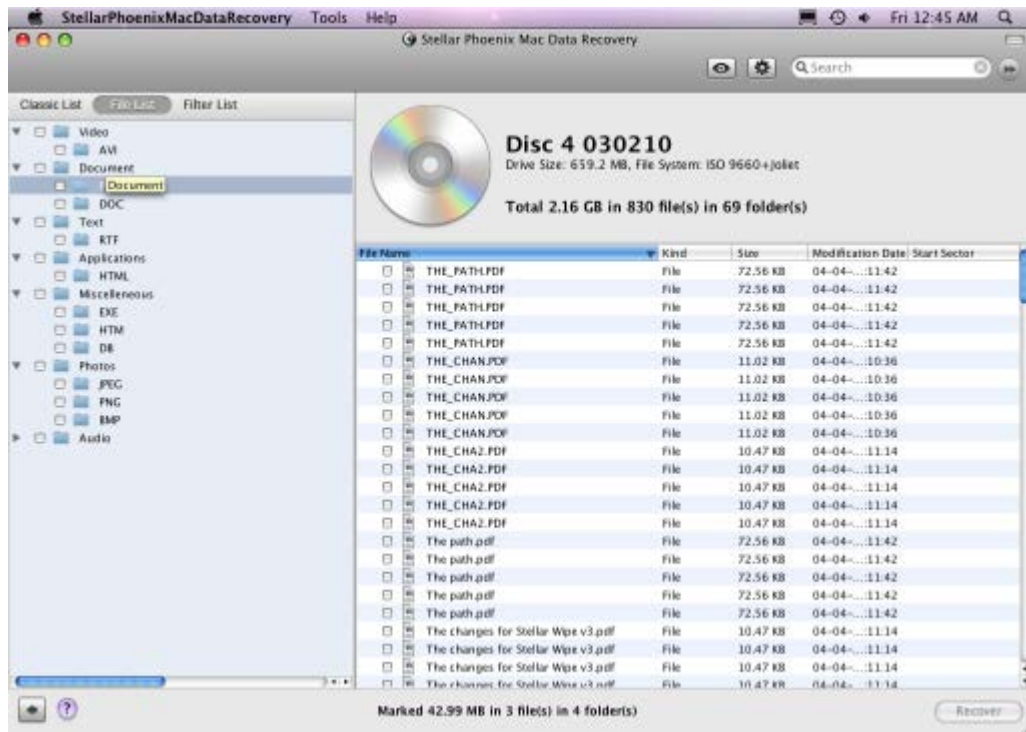 StellarPhoenixMacDataRecovery Tools Help Fri 12:45 AM
Stellar Phoenix Mac Data Recovery
Search
Classic List File List Filter List
Video
AVI
Document
Document
DOC
Text
RTF
Applications
HTML
Miscelleneous
EXE
HTM
DB
Photos
JPEG
PNG
BMP
Audio
Disc 4 030210
Drive Size: 659.2 MB, File System: ISO 9660+Joliet
Total 2.16 GB in 830 file(s) in 69 folder(s)
File Name Kind Size Modification Date Start Sector
THE_PATH.PDF File 72.56 KB 04-04-...:11:42
THE_PATH.PDF File 72.56 KB 04-04-...:11:42
THE_PATH.PDF File 72.56 KB 04-04-...:11:42
THE_PATH.PDF File 72.56 KB 04-04-...:11:42
THE_PATH.PDF File 72.56 KB 04-04-...:11:42
THE_CHAN.PDF File 11.02 KB 04-04-...:10:36
THE_CHAN.PDF File 11.02 KB 04-04-...:10:36
THE_CHAN.PDF File 11.02 KB 04-04-...:10:36
THE_CHAN.PDF File 11.02 KB 04-04-...:10:36
THE_CHAN.PDF File 11.02 KB 04-04-...:10:36
THE_CHA2.PDF File 10.47 KB 04-04-...:11:14
THE_CHA2.PDF File 10.47 KB 04-04-...:11:14
THE_CHA2.PDF File 10.47 KB 04-04-...:11:14
THE_CHA2.PDF File 10.47 KB 04-04-...:11:14
THE_CHA2.PDF File 10.47 KB 04-04-...:11:14
The path.pdf File 72.56 KB 04-04-...:11:42
The path.pdf File 72.56 KB 04-04-...:11:42
The path.pdf File 72.56 KB 04-04-...:11:42
The path.pdf File 72.56 KB 04-04-...:11:42
The path.pdf File 72.56 KB 04-04-...:11:42
The changes for Stellar Wipe v3.pdf File 10.47 KB 04-04-...:11:14
The changes for Stellar Wipe v3.pdf File 10.47 KB 04-04-...:11:14
The changes for Stellar Wipe v3.pdf File 10.47 KB 04-04-...:11:14
The changes for Stellar Wipe v3.pdf File 10.47 KB 04-04-...:11:14
Marked 42.99 MB in 3 file(s) in 4 folder(s)
Recover